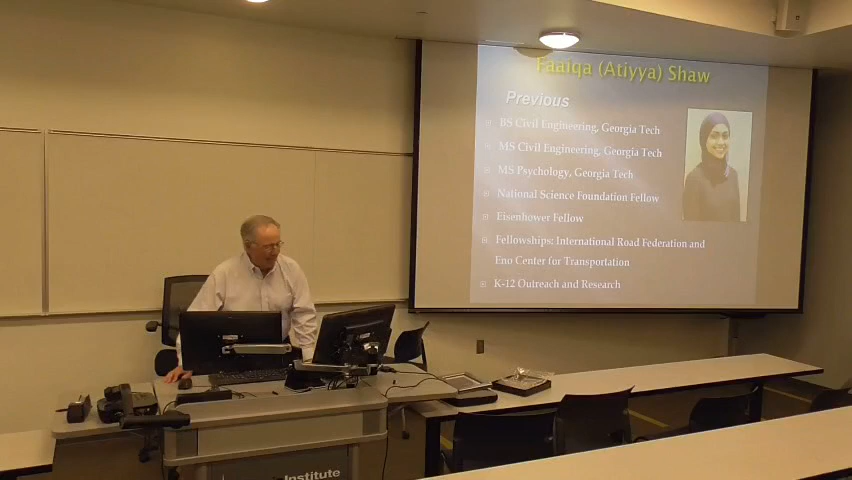 Faaiqa (Atiyya) Shaw
Previous
BS Civil Engineering, Georgia Tech
MS Civil Engineering, Georgia Tech
MS Psychology, Georgia Tech
National Science Foundation Fellow
Eisenhower Fellow
Fellowships: International Road Federation and
Eno Center for Transportation
K-12 Outreach and Research
Institute